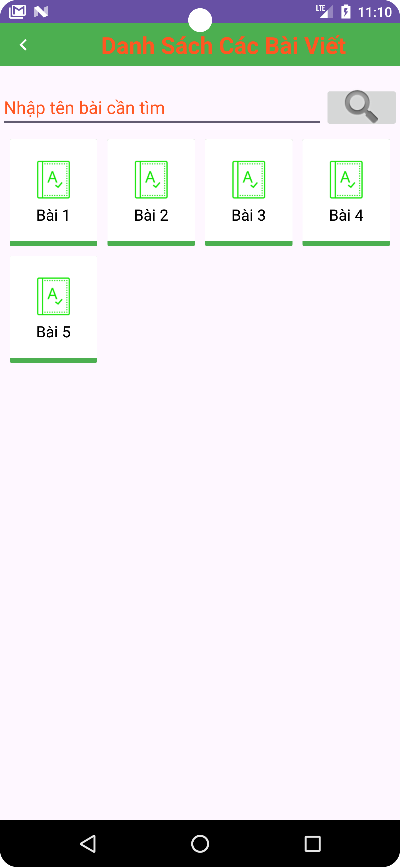 LTE 11:10
Danh Sách Các Bài Viết
Nhập tên bài cần tìm
A A A A
Bài 1 Bài 2 Bài 3 Bài 4
A
Bài 5